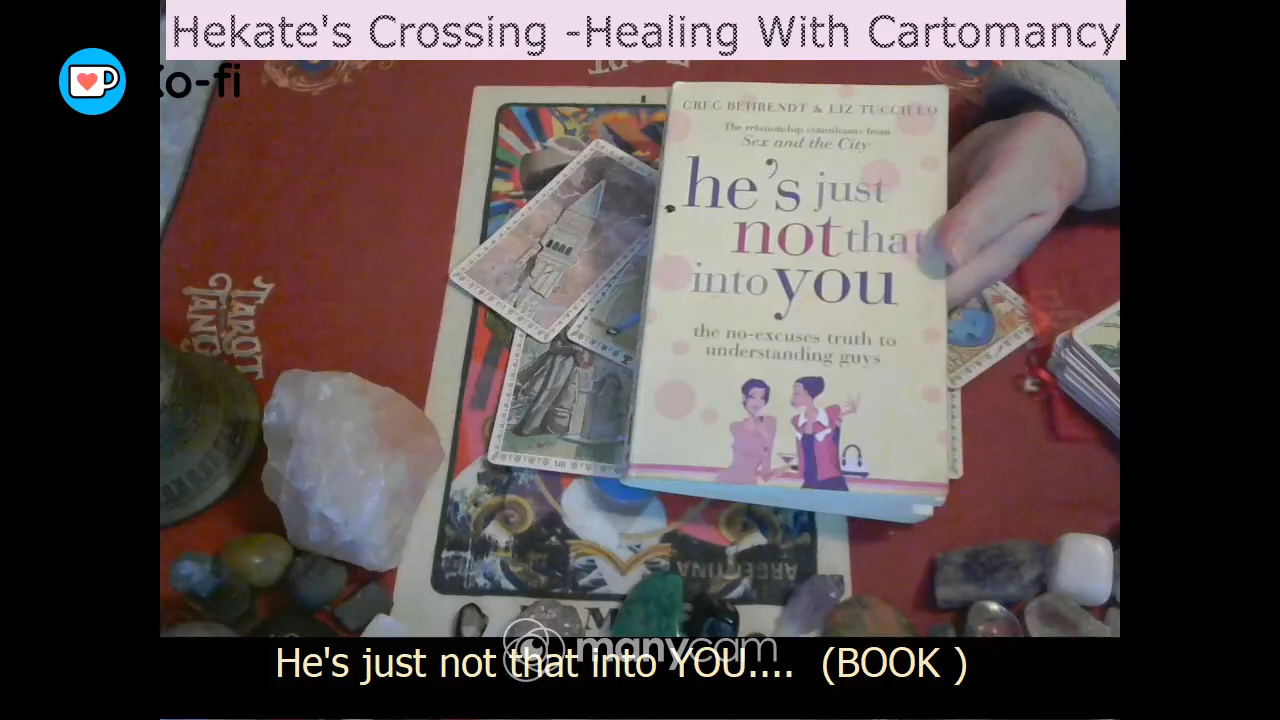 Hekate's Crossing -Healing With Cartomancy
Ko-fi
GREG BEHRENDT & LIZ TUCCILLO
The relationship consultants from
Sex and the City
he's just
not that
into you
the no-excuses truth to
understanding guys
TAROT
XIII
ARGENTINA
manycam
He's just not that into YOU.... (BOOK )